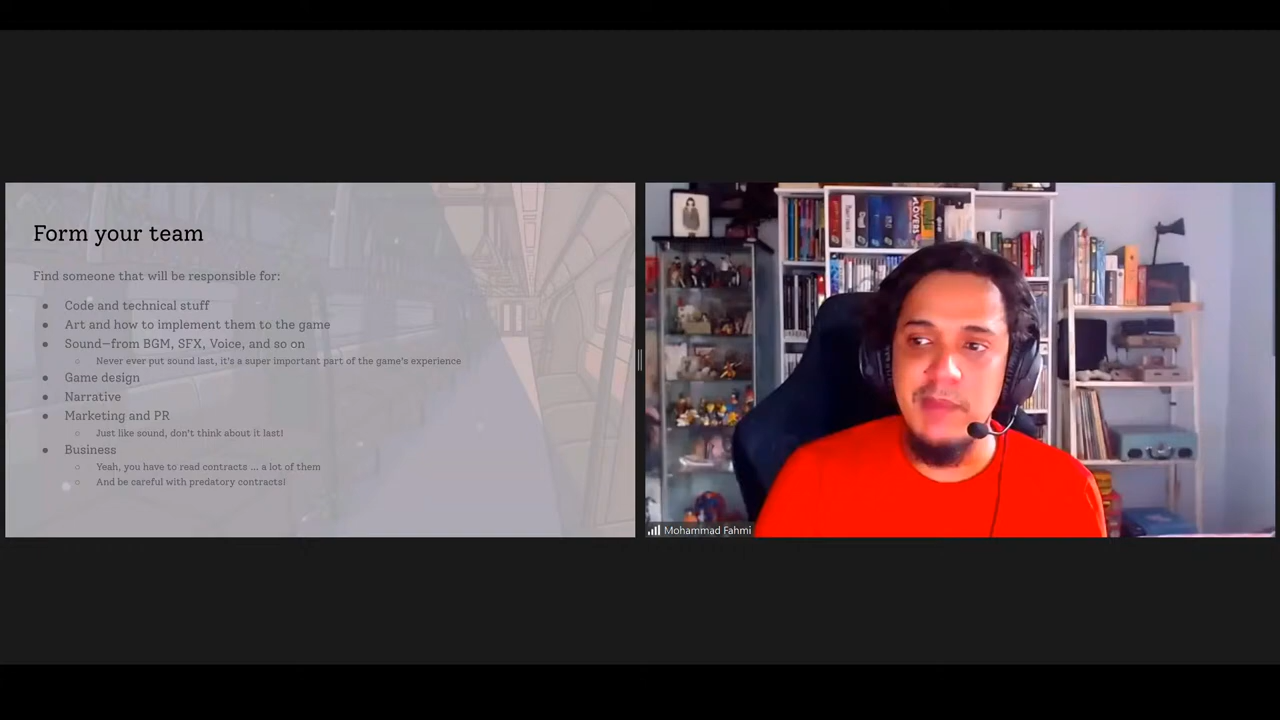 Form your team
Find someone that will be responsible for:
● Code and technical stuff
● Art and how to implement them to the game
● Sound—from BGM, SFX, Voice, and so on
○ Never ever put sound last, it's a super important part of the game's experience
● Game design
● Narrative
● Marketing and PR
○ Just like sound, don't think about it last!
● Business
○ Yeah, you have to read contracts ... a lot of them
○ And be careful with predatory contracts!
Mohammad Fahmi